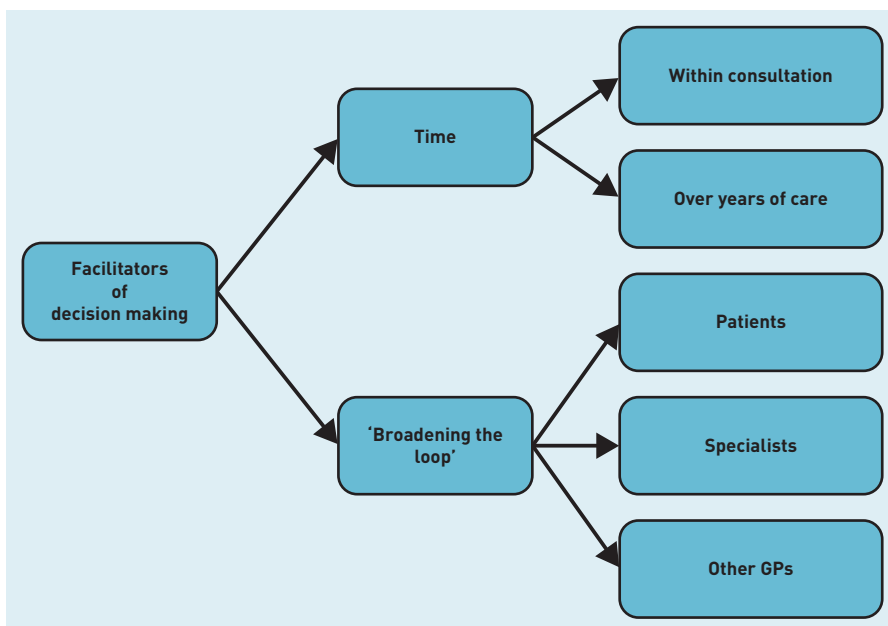 Facilitators
of
decision making
Time
Within consultation
Over years of care
‘Broadening the
loop’
Patients
Specialists
Other GPs